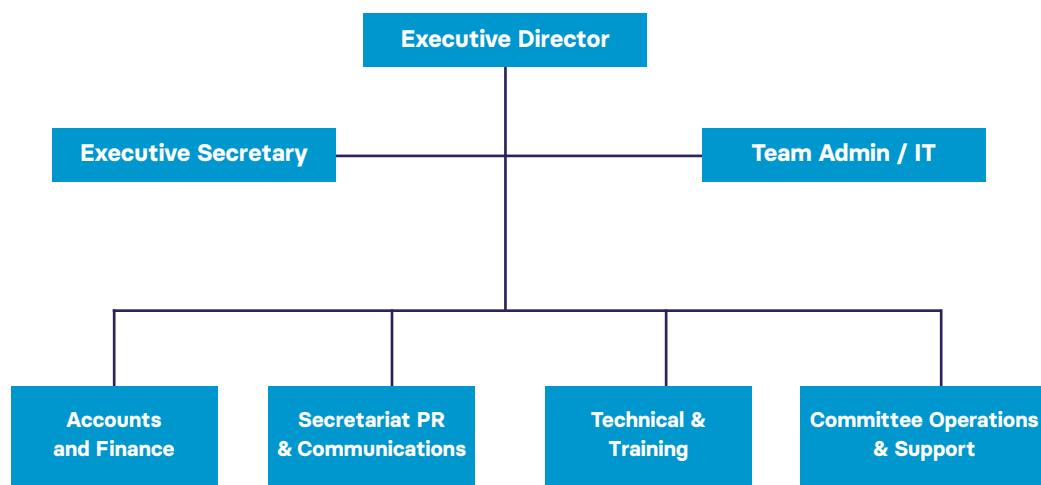 Executive Director
Executive Secretary
Team Admin / IT
Accounts
and Finance
Secretariat PR
& Communications
Technical &
Training
Committee Operations
& Support